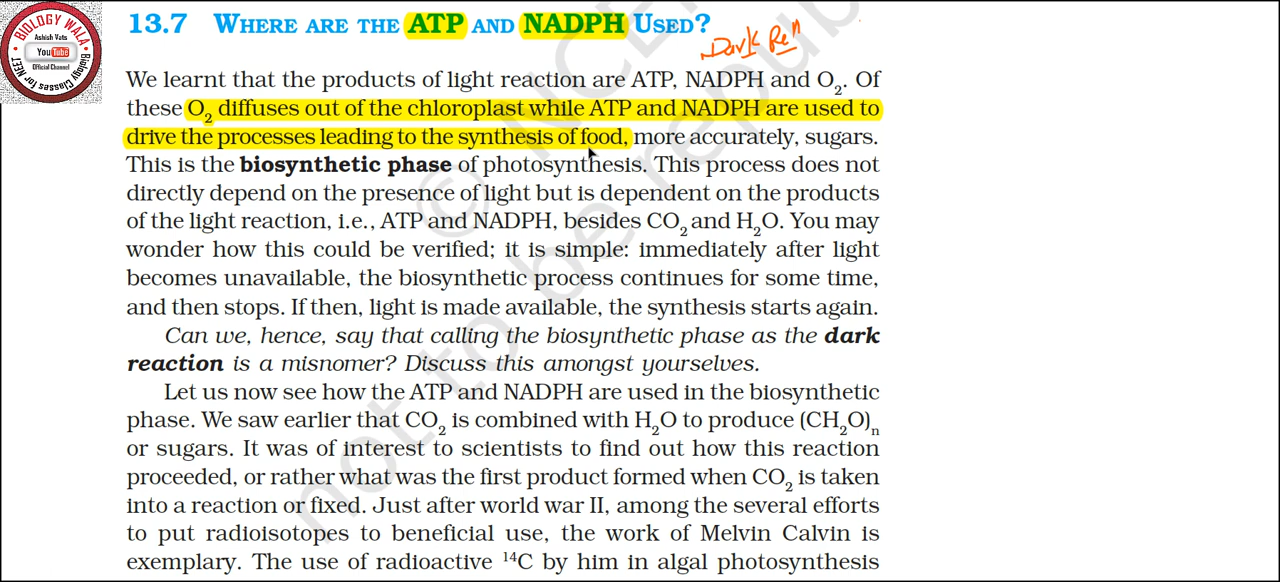 BIOLOGY WALA
Ashish Vats
YouTube
Official Channel
Biology Classes for NEET
13.7 WHERE ARE THE ATP AND NADPH USED?
Dark Ren
We learnt that the products of light reaction are ATP, NADPH and O₂. Of
these O₂ diffuses out of the chloroplast while ATP and NADPH are used to
drive the processes leading to the synthesis of food, more accurately, sugars.
This is the biosynthetic phase of photosynthesis. This process does not
directly depend on the presence of light but is dependent on the products
of the light reaction, i.e., ATP and NADPH, besides CO₂ and H₂O. You may
wonder how this could be verified; it is simple: immediately after light
becomes unavailable, the biosynthetic process continues for some time,
and then stops. If then, light is made available, the synthesis starts again.
Can we, hence, say that calling the biosynthetic phase as the dark
reaction is a misnomer? Discuss this amongst yourselves.
Let us now see how the ATP and NADPH are used in the biosynthetic
phase. We saw earlier that CO₂ is combined with H₂O to produce (CH₂O)ₙ
or sugars. It was of interest to scientists to find out how this reaction
proceeded, or rather what was the first product formed when CO₂ is taken
into a reaction or fixed. Just after world war II, among the several efforts
to put radioisotopes to beneficial use, the work of Melvin Calvin is
exemplary. The use of radioactive ¹⁴C by him in algal photosynthesis
© NCE
not to be repub